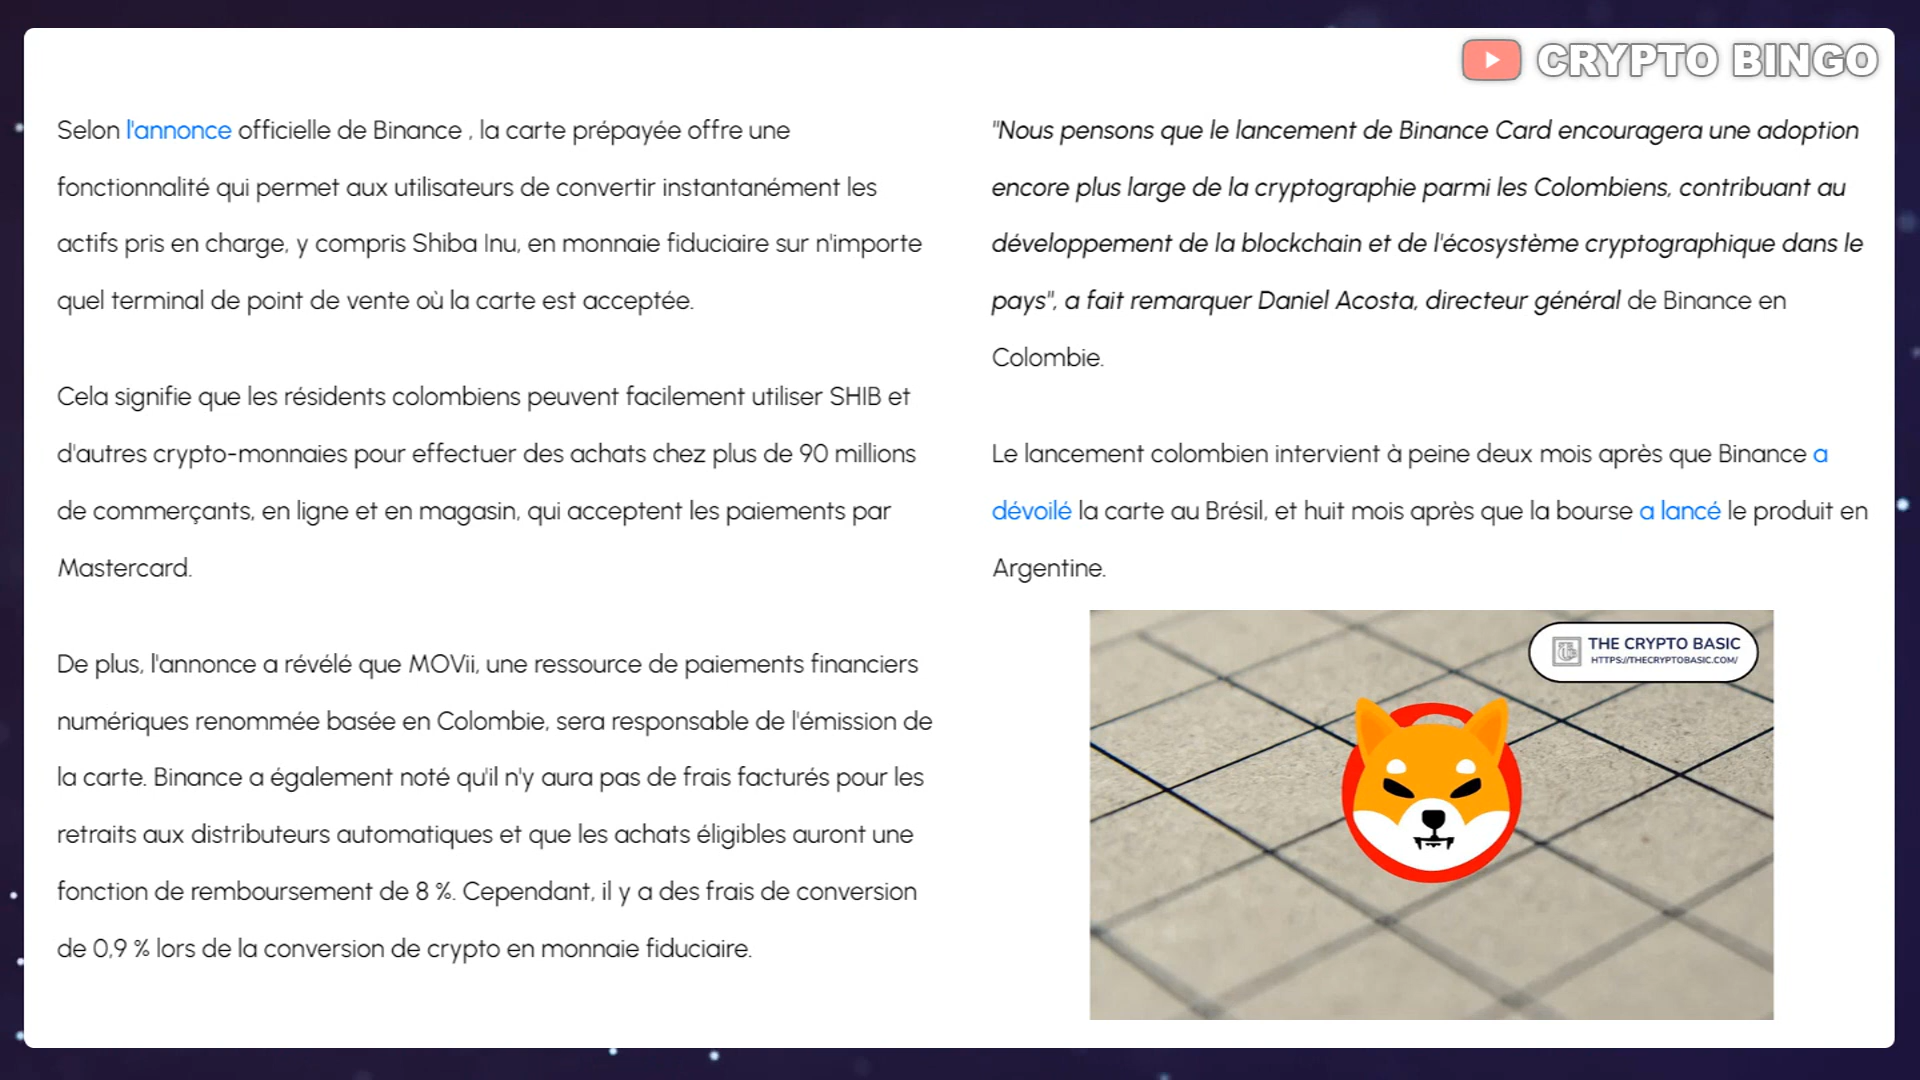 CRYPTO BINGO
Selon l'annonce officielle de Binance , la carte prépayée offre une
fonctionnalité qui permet aux utilisateurs de convertir instantanément les
actifs pris en charge, y compris Shiba Inu, en monnaie fiduciaire sur n'importe
quel terminal de point de vente où la carte est acceptée.
Cela signifie que les résidents colombiens peuvent facilement utiliser SHIB et
d'autres crypto-monnaies pour effectuer des achats chez plus de 90 millions
de commerçants, en ligne et en magasin, qui acceptent les paiements par
Mastercard.
De plus, l'annonce a révélé que MOVii, une ressource de paiements financiers
numériques renommée basée en Colombie, sera responsable de l'émission de
la carte. Binance a également noté qu'il n'y aura pas de frais facturés pour les
retraits aux distributeurs automatiques et que les achats éligibles auront une
fonction de remboursement de 8 %. Cependant, il y a des frais de conversion
de 0,9 % lors de la conversion de crypto en monnaie fiduciaire.
"Nous pensons que le lancement de Binance Card encouragera une adoption
encore plus large de la cryptographie parmi les Colombiens, contribuant au
développement de la blockchain et de l'écosystème cryptographique dans le
pays", a fait remarquer Daniel Acosta, directeur général de Binance en
Colombie.
Le lancement colombien intervient à peine deux mois après que Binance a
dévoilé la carte au Brésil, et huit mois après que la bourse a lancé le produit en
Argentine.
THE CRYPTO BASIC
HTTPS://THECRYPTOBASIC.COM/